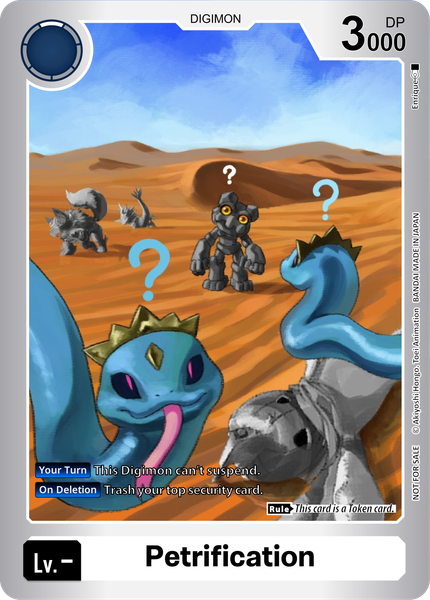 DIGIMON
DP
3000
Enrique
?
?
?
© Akiyoshi Hongo, Toei Animation BANDAI MADE IN JAPAN
NOT FOR SALE
Your Turn This Digimon can't suspend.
On Deletion Trash your top security card.
Rule This card is a Token card.
Lv.-
Petrification